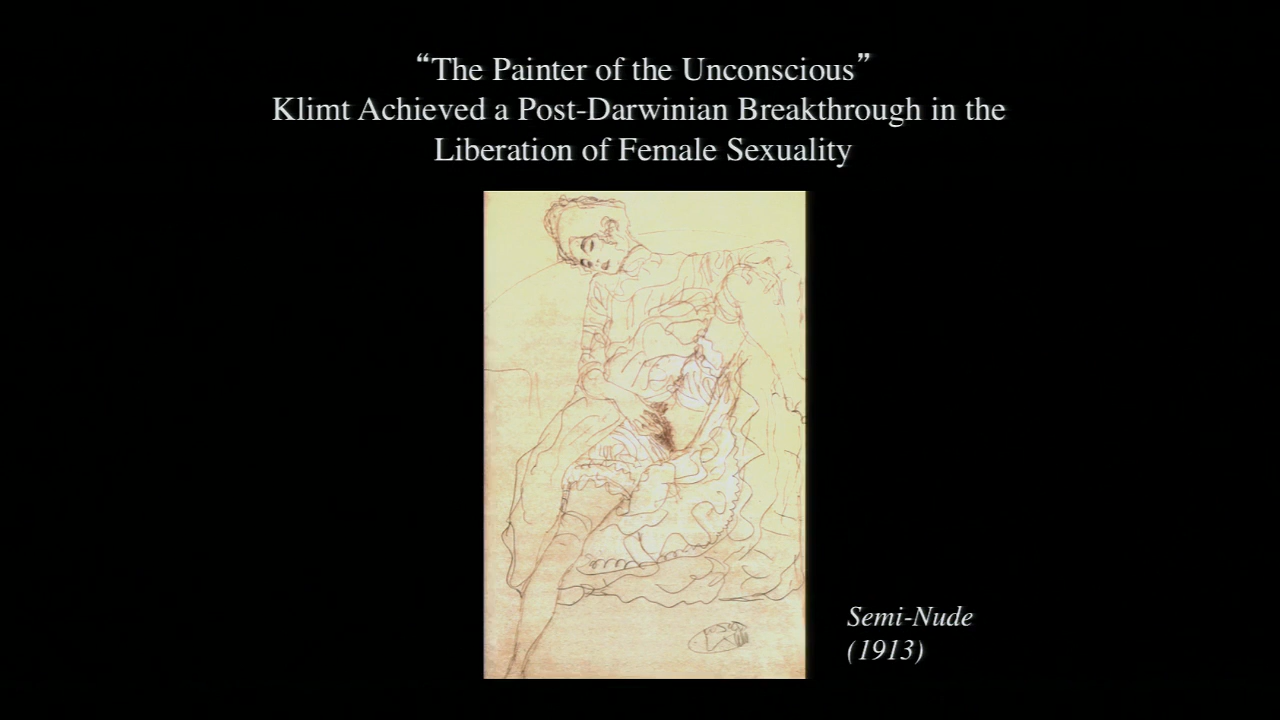 “The Painter of the Unconscious”
Klimt Achieved a Post-Darwinian Breakthrough in the
Liberation of Female Sexuality
Semi-Nude
(1913)